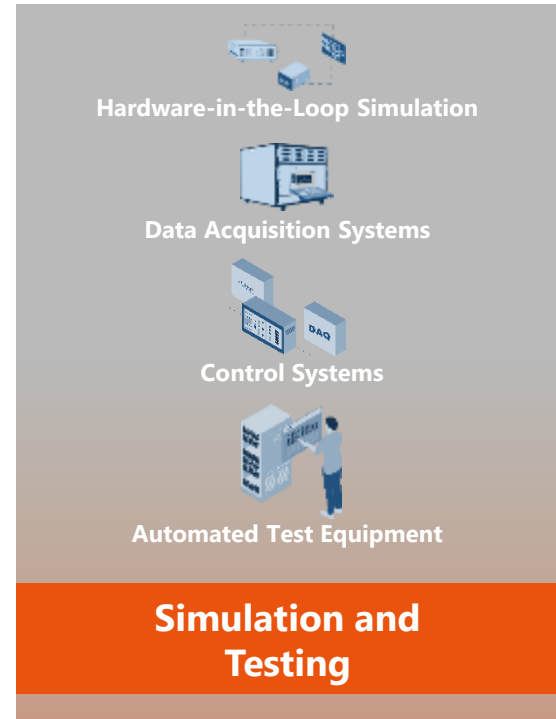 Hardware-in-the-Loop Simulation
Data Acquisition Systems
DAQ
Control Systems
Automated Test Equipment
Simulation and
Testing